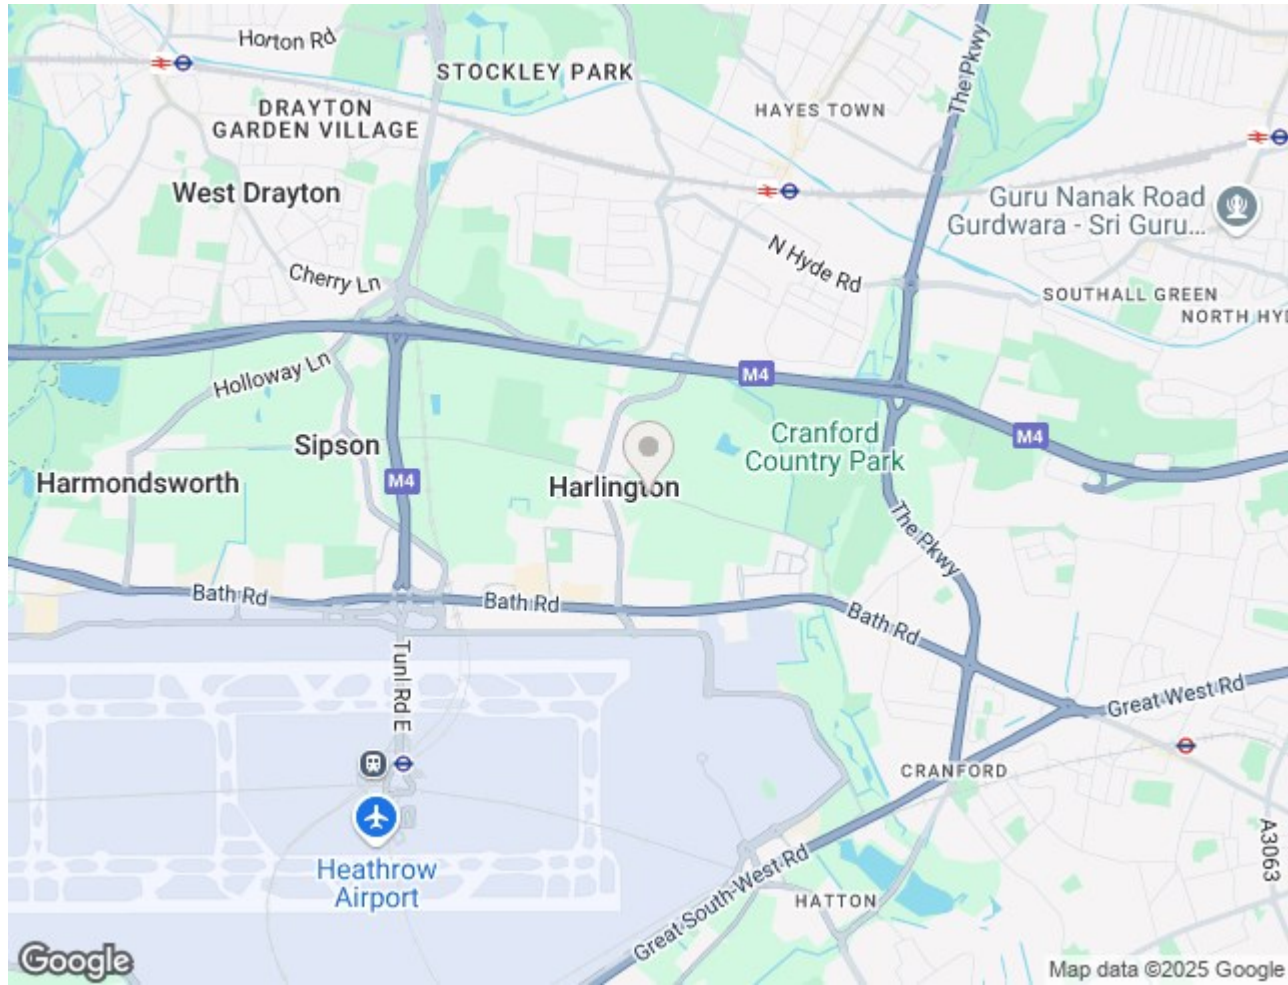 Horton Rd
STOCKLEY PARK
The Pkwy
DRAYTON
GARDEN VILLAGE
HAYES TOWN
West Drayton
Guru Nanak Road
Gurdwara - Sri Guru...
N Hyde Rd
Cherry Ln
SOUTHALL GREEN
NORTH HYD
Holloway Ln
M4
Sipson
Cranford
Country Park
M4
Harmondsworth
M4
Harlington
The Pkwy
Bath Rd
Bath Rd
Bath Rd
Tunl Rd E
Great West Rd
CRANFORD
A3063
Heathrow
Airport
Great South-West Rd
HATTON
Google
Map data ©2025 Google